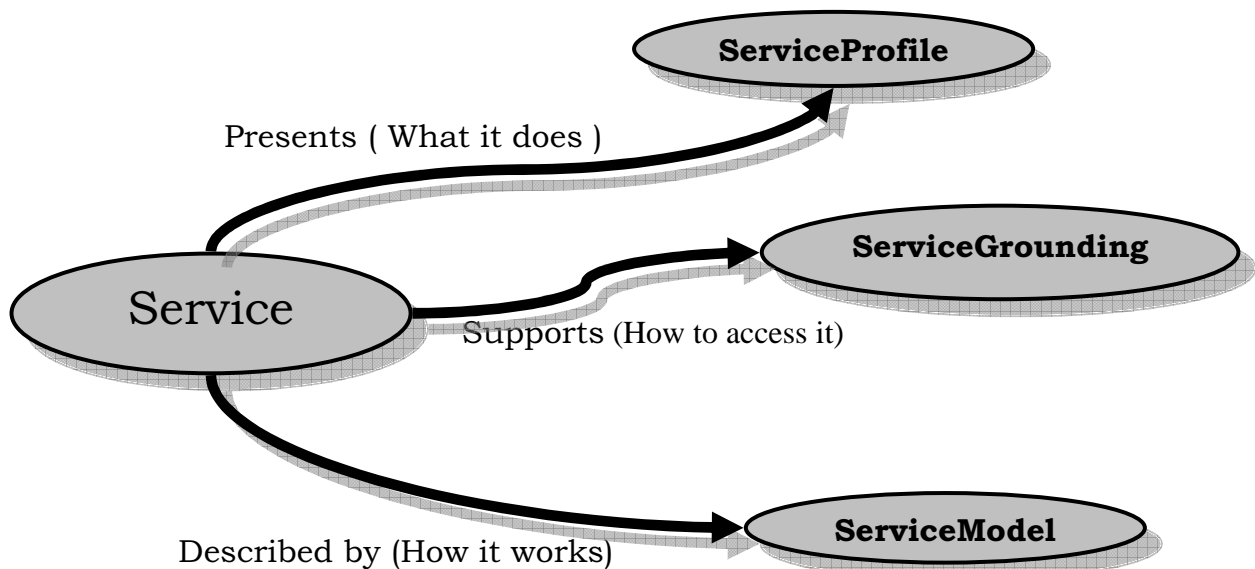 ServiceProfile
Presents ( What it does )
ServiceGrounding
Service
Supports (How to access it)
ServiceModel
Described by (How it works)